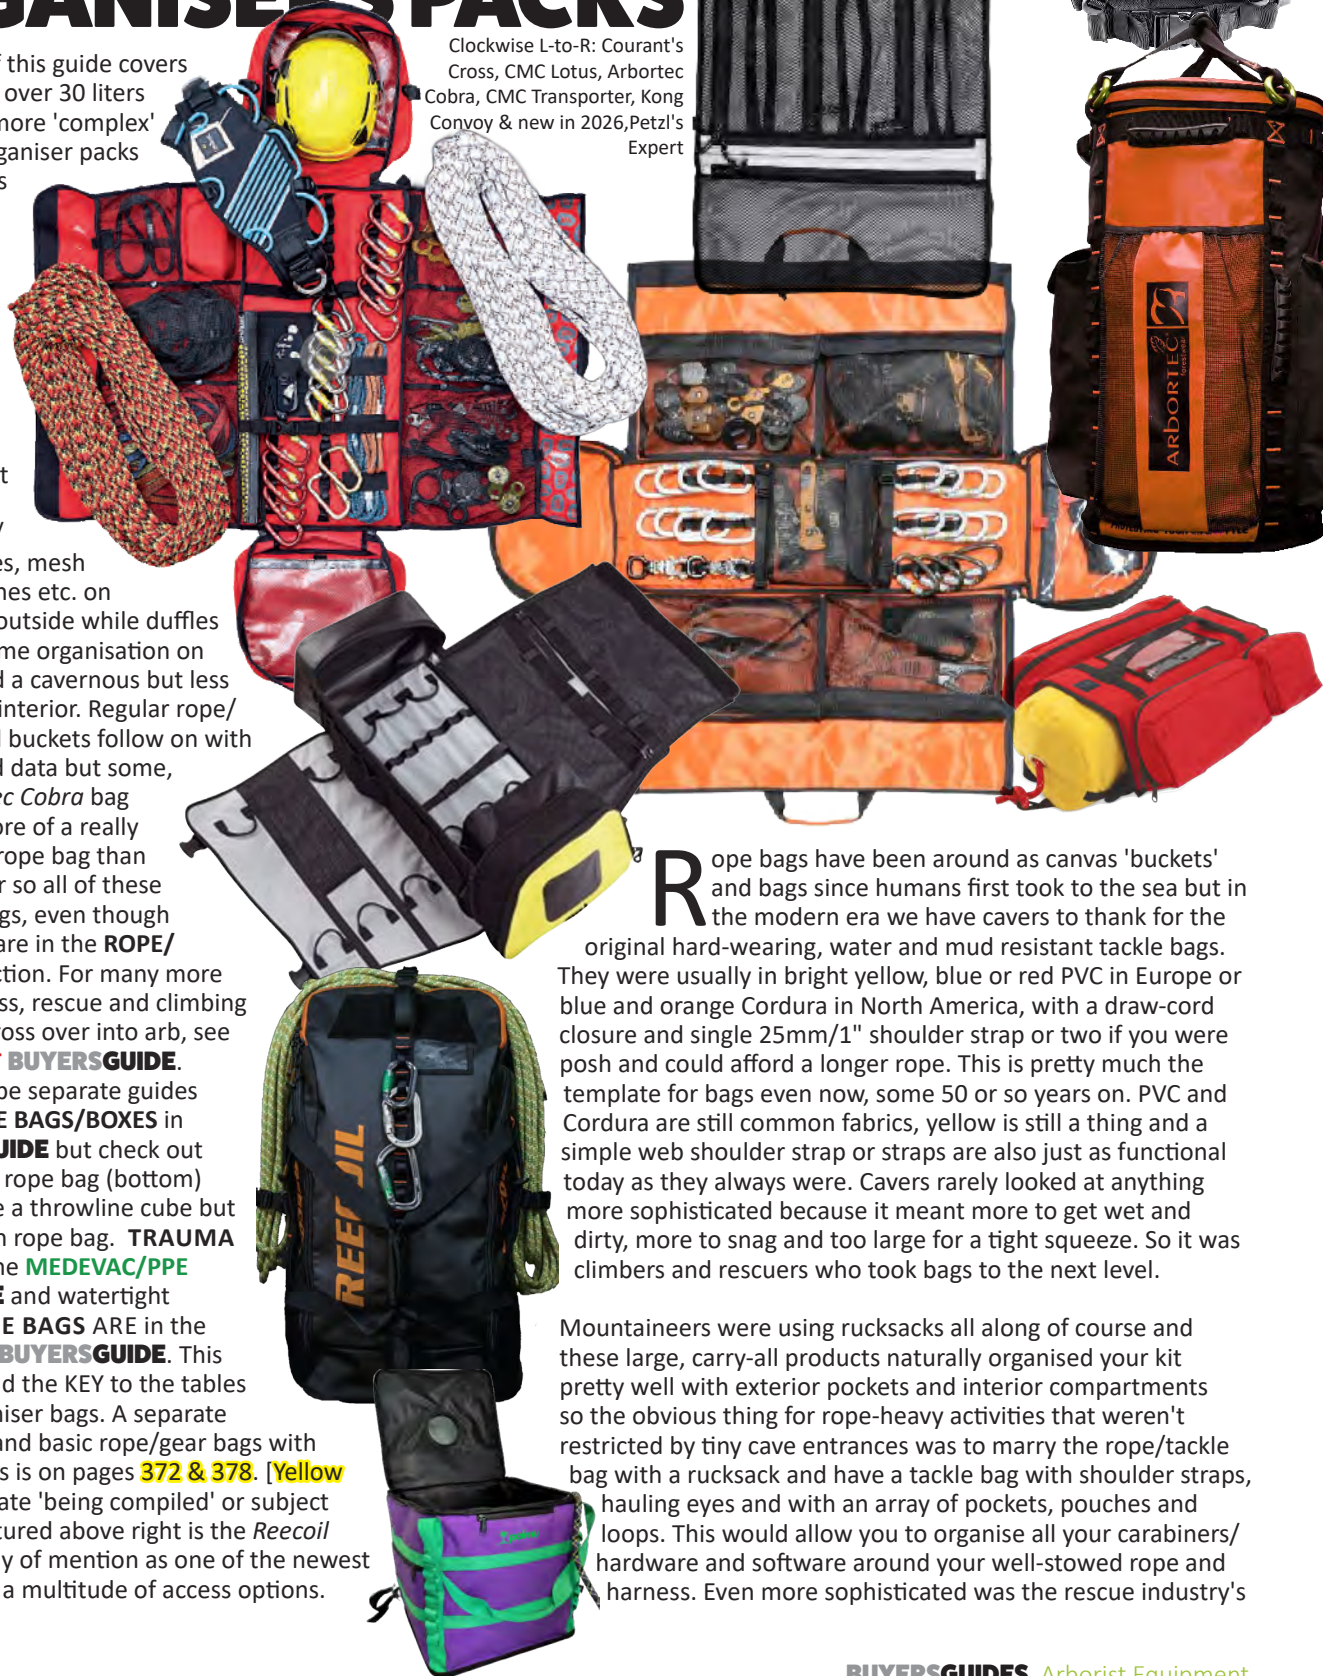 GANISER'S PACKS
Clockwise L-to-R: Courant's
Cross, CMC Lotus, Arbortec
Cobra, CMC Transporter, Kong
Convoy & new in 2026,Petzl's
Expert
f this guide covers
over 30 liters
more 'complex'
ganiser packs
s
t
y
es, mesh
hes etc. on
outside while duffles
me organisation on
d a cavernous but less
interior. Regular rope/
l buckets follow on with
d data but some,
ec Cobra bag
ore of a really
rope bag than
r so all of these
gs, even though
are in the ROPE/
ction. For many more
ss, rescue and climbing
ross over into arb, see
BUYERSGUIDE.
be separate guides
E BAGS/BOXES in
UIDE but check out
rope bag (bottom)
e a throwline cube but
n rope bag. TRAUMA
he MEDEVAC/PPE
E and watertight
E BAGS ARE in the
BUYERSGUIDE. This
d the KEY to the tables
niser bags. A separate
and basic rope/gear bags with
s is on pages 372 & 378. [Yellow
ate 'being compiled' or subject
tured above right is the Reecoil
y of mention as one of the newest
a multitude of access options.
ARBORTEC
forestwear
REECOIL
Rope bags have been around as canvas 'buckets'
and bags since humans first took to the sea but in
the modern era we have cavers to thank for the
original hard-wearing, water and mud resistant tackle bags.
They were usually in bright yellow, blue or red PVC in Europe or
blue and orange Cordura in North America, with a draw-cord
closure and single 25mm/1" shoulder strap or two if you were
posh and could afford a longer rope. This is pretty much the
template for bags even now, some 50 or so years on. PVC and
Cordura are still common fabrics, yellow is still a thing and a
simple web shoulder strap or straps are also just as functional
today as they always were. Cavers rarely looked at anything
more sophisticated because it meant more to get wet and
dirty, more to snag and too large for a tight squeeze. So it was
climbers and rescuers who took bags to the next level.
Mountaineers were using rucksacks all along of course and
these large, carry-all products naturally organised your kit
pretty well with exterior pockets and interior compartments
so the obvious thing for rope-heavy activities that weren't
restricted by tiny cave entrances was to marry the rope/tackle
bag with a rucksack and have a tackle bag with shoulder straps,
hauling eyes and with an array of pockets, pouches and
loops. This would allow you to organise all your carabiners/
hardware and software around your well-stowed rope and
harness. Even more sophisticated was the rescue industry's
BUYERSGUIDES Arborist Equipment